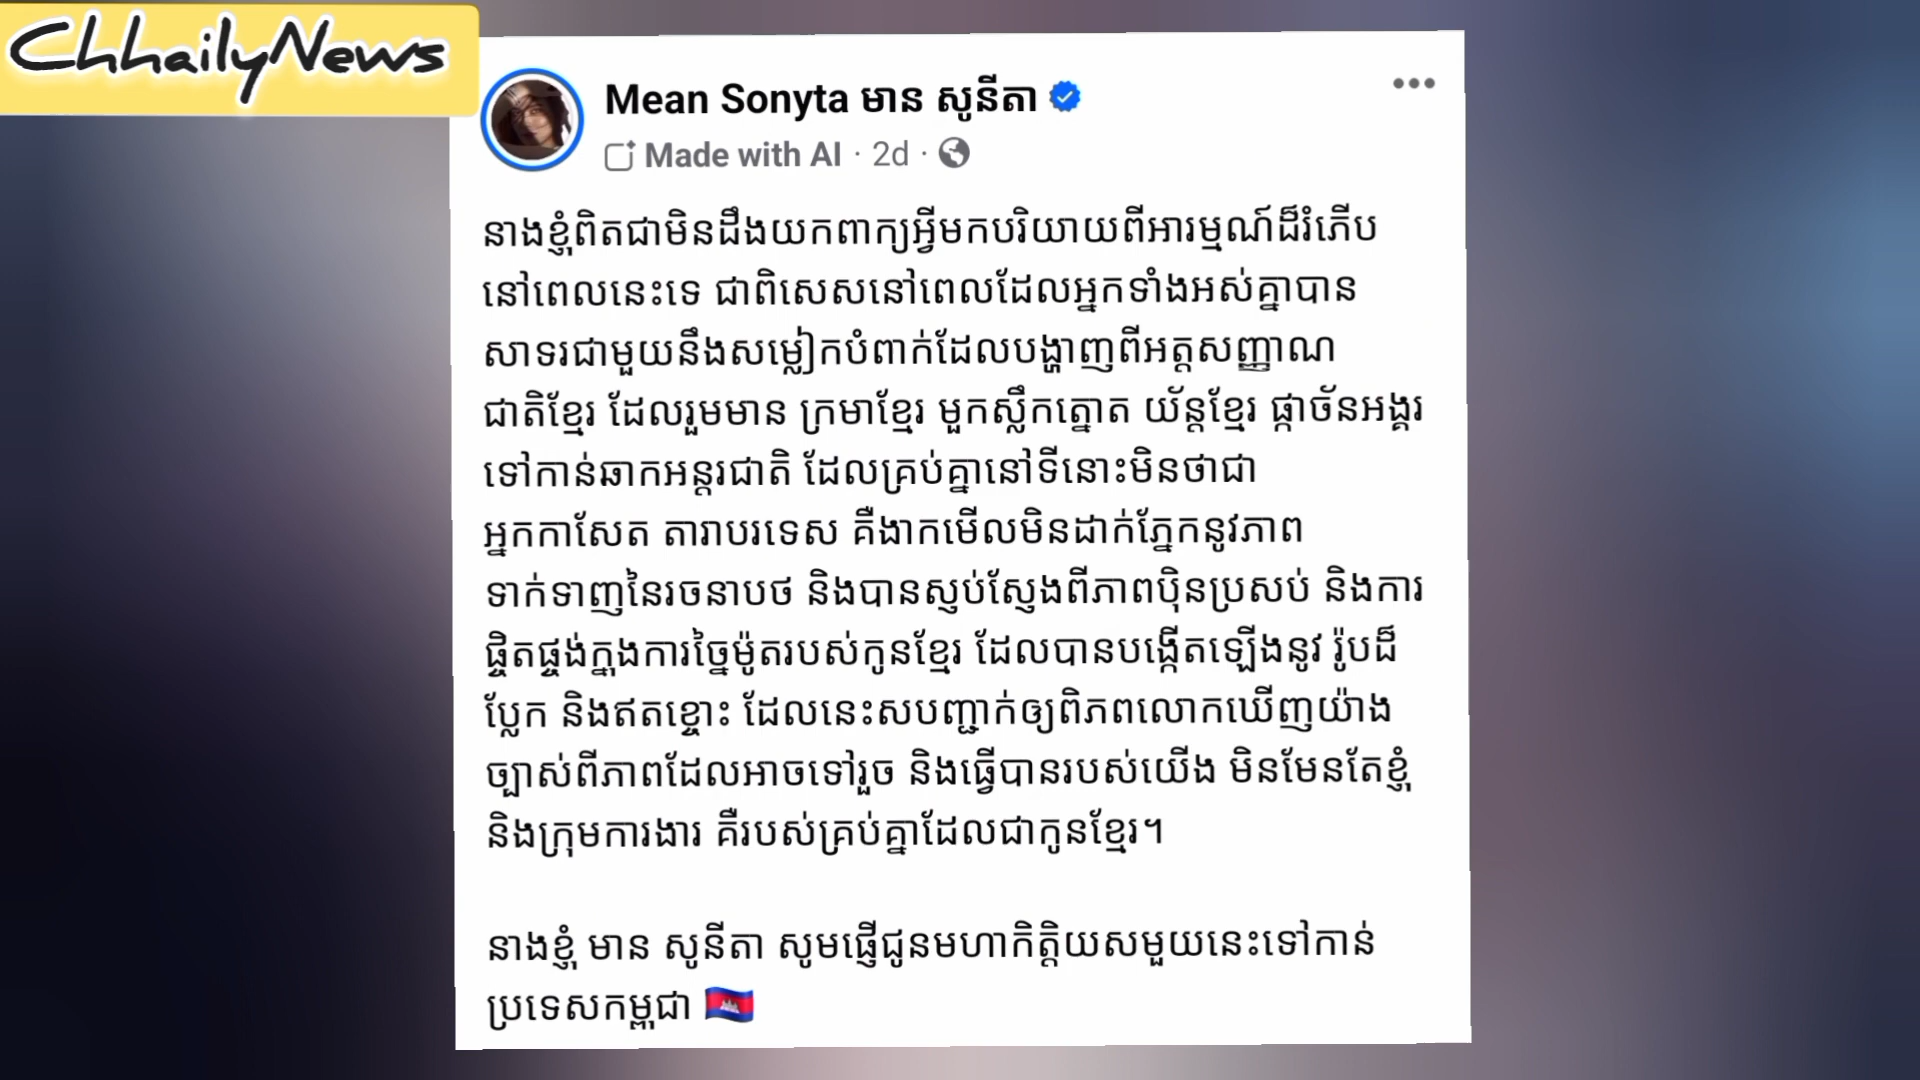 ChhailyNews
Mean Sonyta មាន សូនីតា
Made with AI · 2d ·
នាងខ្ញុំពិតជាមិនដឹងយកពាក្យអ្វីមកបរិយាយពីអារម្មណ៍ដ៏រំភើប
នៅពេលនេះទេ ជាពិសេសនៅពេលដែលអ្នកទាំងអស់គ្នាបាន
សាទរជាមួយនឹងសម្លៀកបំពាក់ដែលបង្ហាញពីអត្តសញ្ញាណ
ជាតិខ្មែរ ដែលរួមមាន ក្រមាខ្មែរ មួកស្លឹកត្នោត យ័ន្តខ្មែរ ផ្កាច័នអង្គរ
ទៅកាន់ឆាកអន្តរជាតិ ដែលគ្រប់គ្នានៅទីនោះមិនថាជា
អ្នកកាសែត តារាបរទេស គឺងាកមើលមិនដាក់ភ្នែកនូវភាព
ទាក់ទាញនៃរចនាបថ និងបានស្ញប់ស្ញែងពីភាពប៉ិនប្រសប់ និងការ
ផ្ចិតផ្ចង់ក្នុងការច្នៃម៉ូតរបស់កូនខ្មែរ ដែលបានបង្កើតឡើងនូវ រ៉ូបដ៏
ប្លែក និងឥតខ្ចោះ ដែលនេះសបញ្ជាក់ឲ្យពិភពលោកឃើញយ៉ាង
ច្បាស់ពីភាពដែលអាចទៅរួច និងធ្វើបានរបស់យើង មិនមែនតែខ្ញុំ
និងក្រុមការងារ គឺរបស់គ្រប់គ្នាដែលជាកូនខ្មែរ។
នាងខ្ញុំ មាន សូនីតា សូមផ្ញើជូនមហាកិត្តិយសមួយនេះទៅកាន់
ប្រទេសកម្ពុជា 🇰🇭